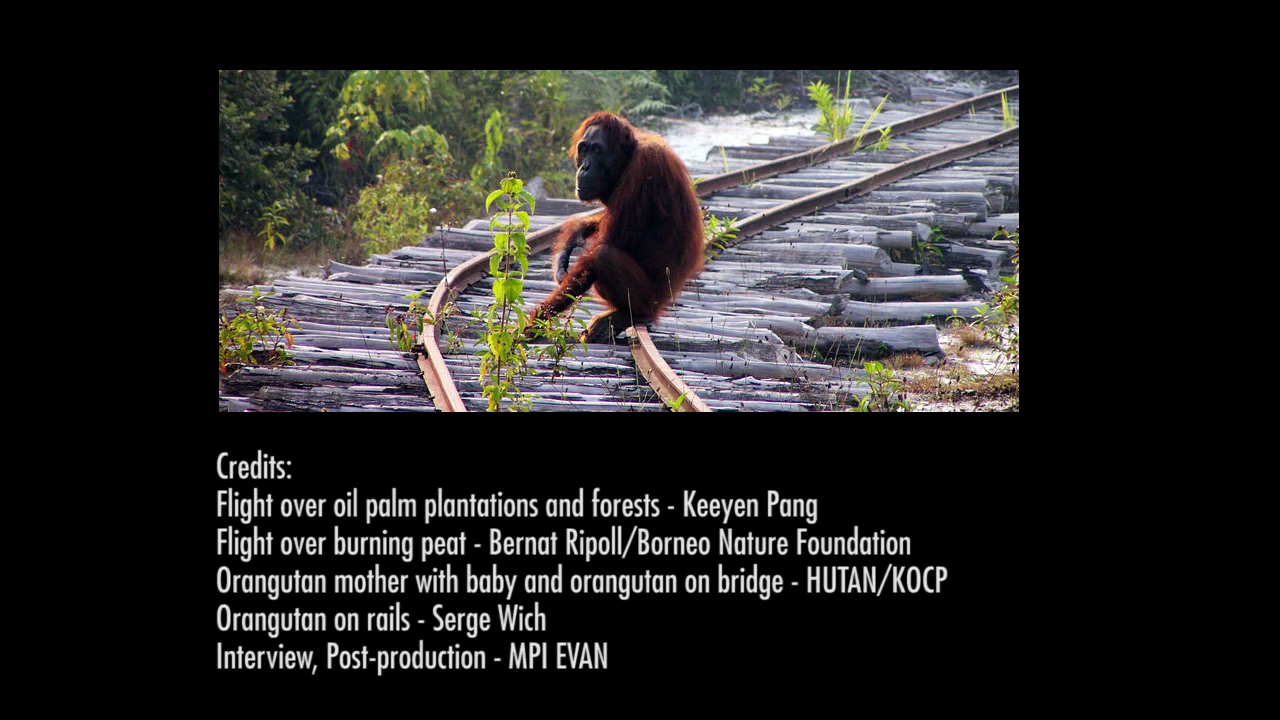 Credits:
Flight over oil palm plantations and forests - Keeyen Pang
Flight over burning peat - Bernat Ripoll/Borneo Nature Foundation
Orangutan mother with baby and orangutan on bridge - HUTAN/KOCP
Orangutan on rails - Serge Wich
Interview, Post-production - MPI EVAN